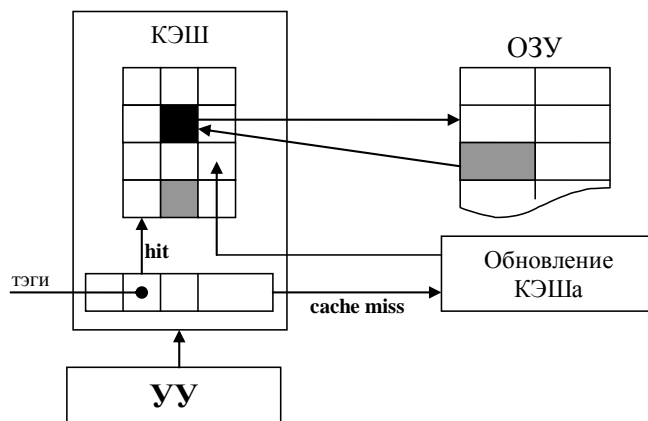 КЭШ
ОЗУ
hit
тэги
cache miss
Обновление
КЭШа
УУ